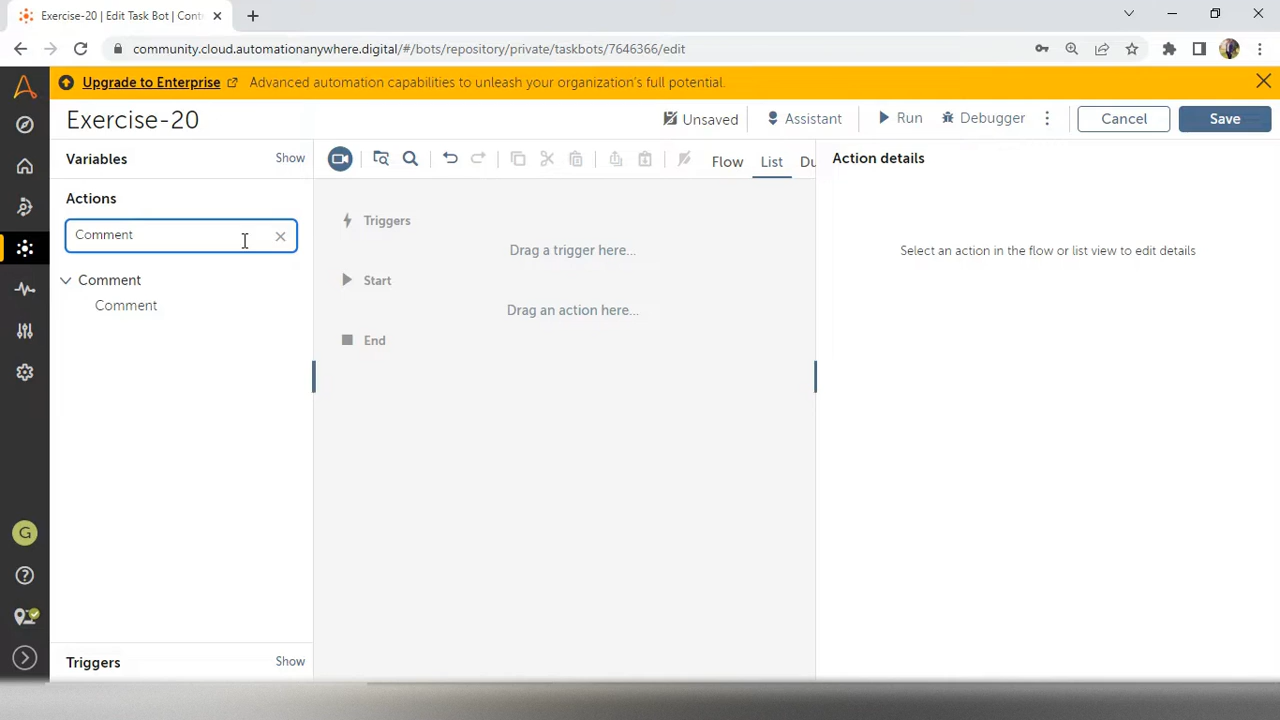 Exercise-20 | Edit Task Bot | Cont
community.cloud.automationanywhere.digital/#/bots/repository/private/taskbots/7646366/edit
Upgrade to Enterprise Advanced automation capabilities to unleash your organization's full potential.
Exercise-20 Unsaved Assistant Run Debugger Cancel Save
Variables Show Flow List Du Action details
Actions
Comment
Comment
Comment
Triggers
Drag a trigger here...
Start
Drag an action here...
End
Select an action in the flow or list view to edit details
G
Triggers Show